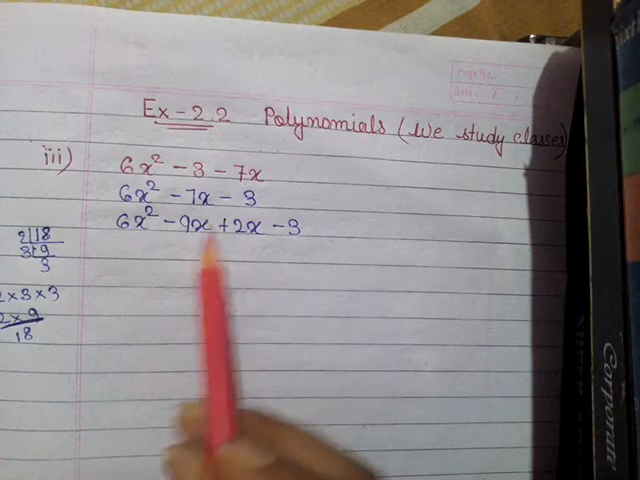 Page No.
Date: / /
Ex - 2.2 Polynomials (We study classes)
iii) 6x² - 3 - 7x
6x² - 7x - 3
6x² - 9x + 2x - 3
2 18
3 9
3
2 x 3 x 3
2 x 9
18
Corporate